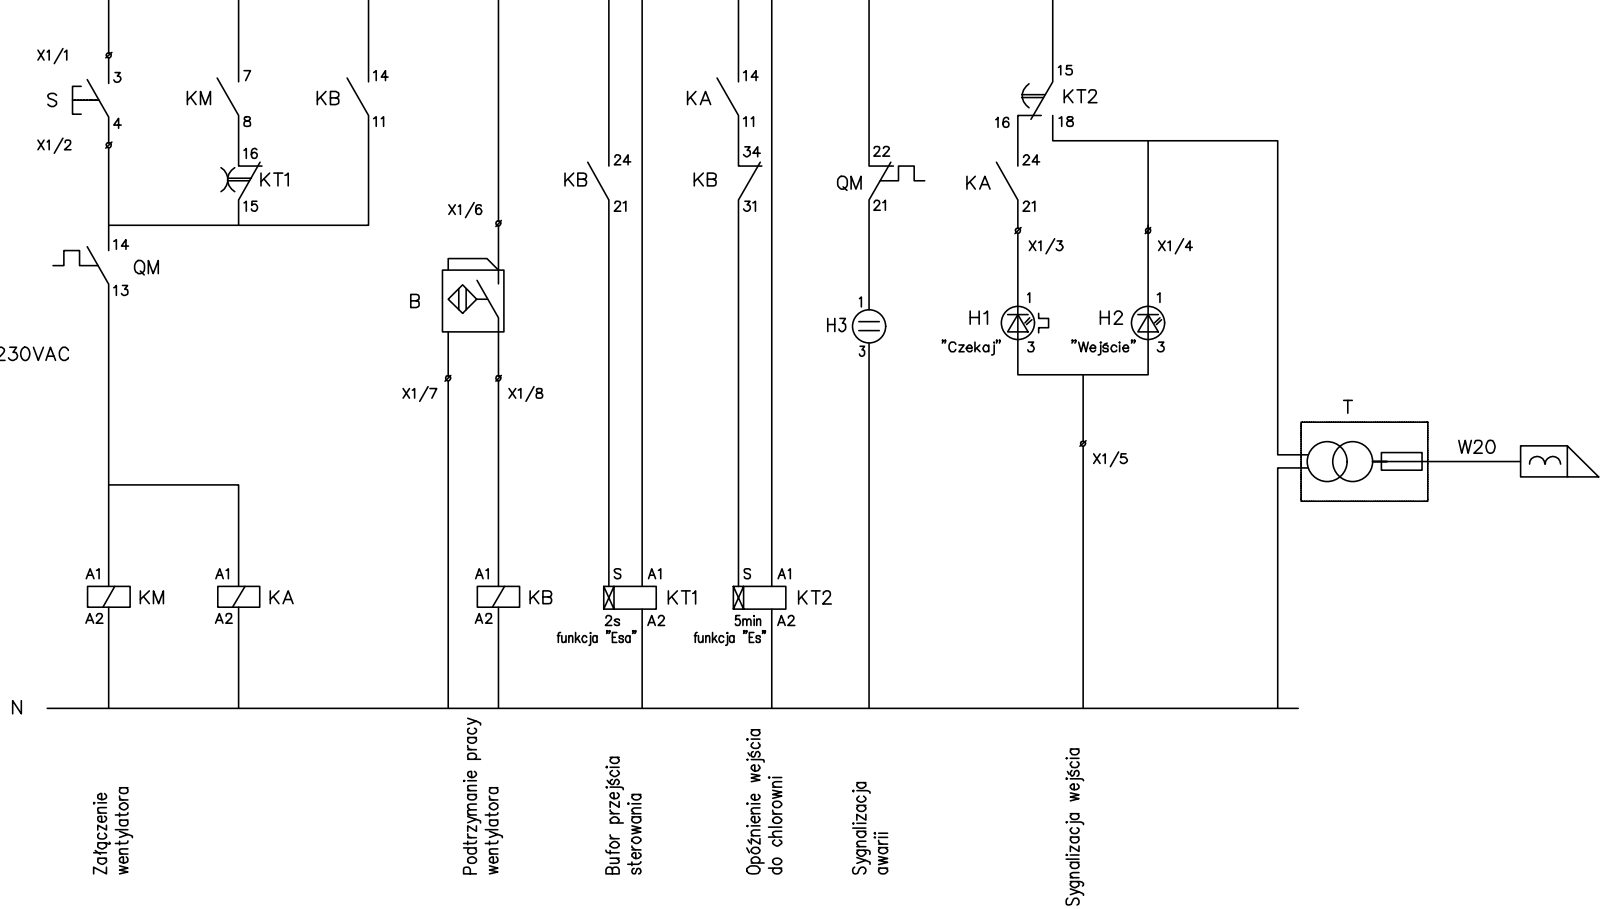 X1/1
3
S
4
X1/2
7
KM
8
16
KT1
15
14
KB
11
14
QM
13
230VAC
X1/6
B
X1/7
X1/8
24
KB
21
14
KA
11
34
KB
31
22
QM
21
1
H3
3
15
KT2
16
18
24
KA
21
X1/3
X1/4
1
H1
"Czekaj"
3
1
H2
"Wejście"
3
X1/5
T
W20
A1
KM
A2
A1
KA
A2
A1
KB
A2
S
A1
KT1
2s
A2
funkcja "Esa"
S
A1
KT2
5min
A2
funkcja "Es"
N
Załączenie
wentylatora
Podtrzymanie pracy
wentylatora
Bufor przejścia
sterowania
Opóźnienie wejścia
do chlorowni
Sygnalizacja
awarii
Sygnalizacja wejścia